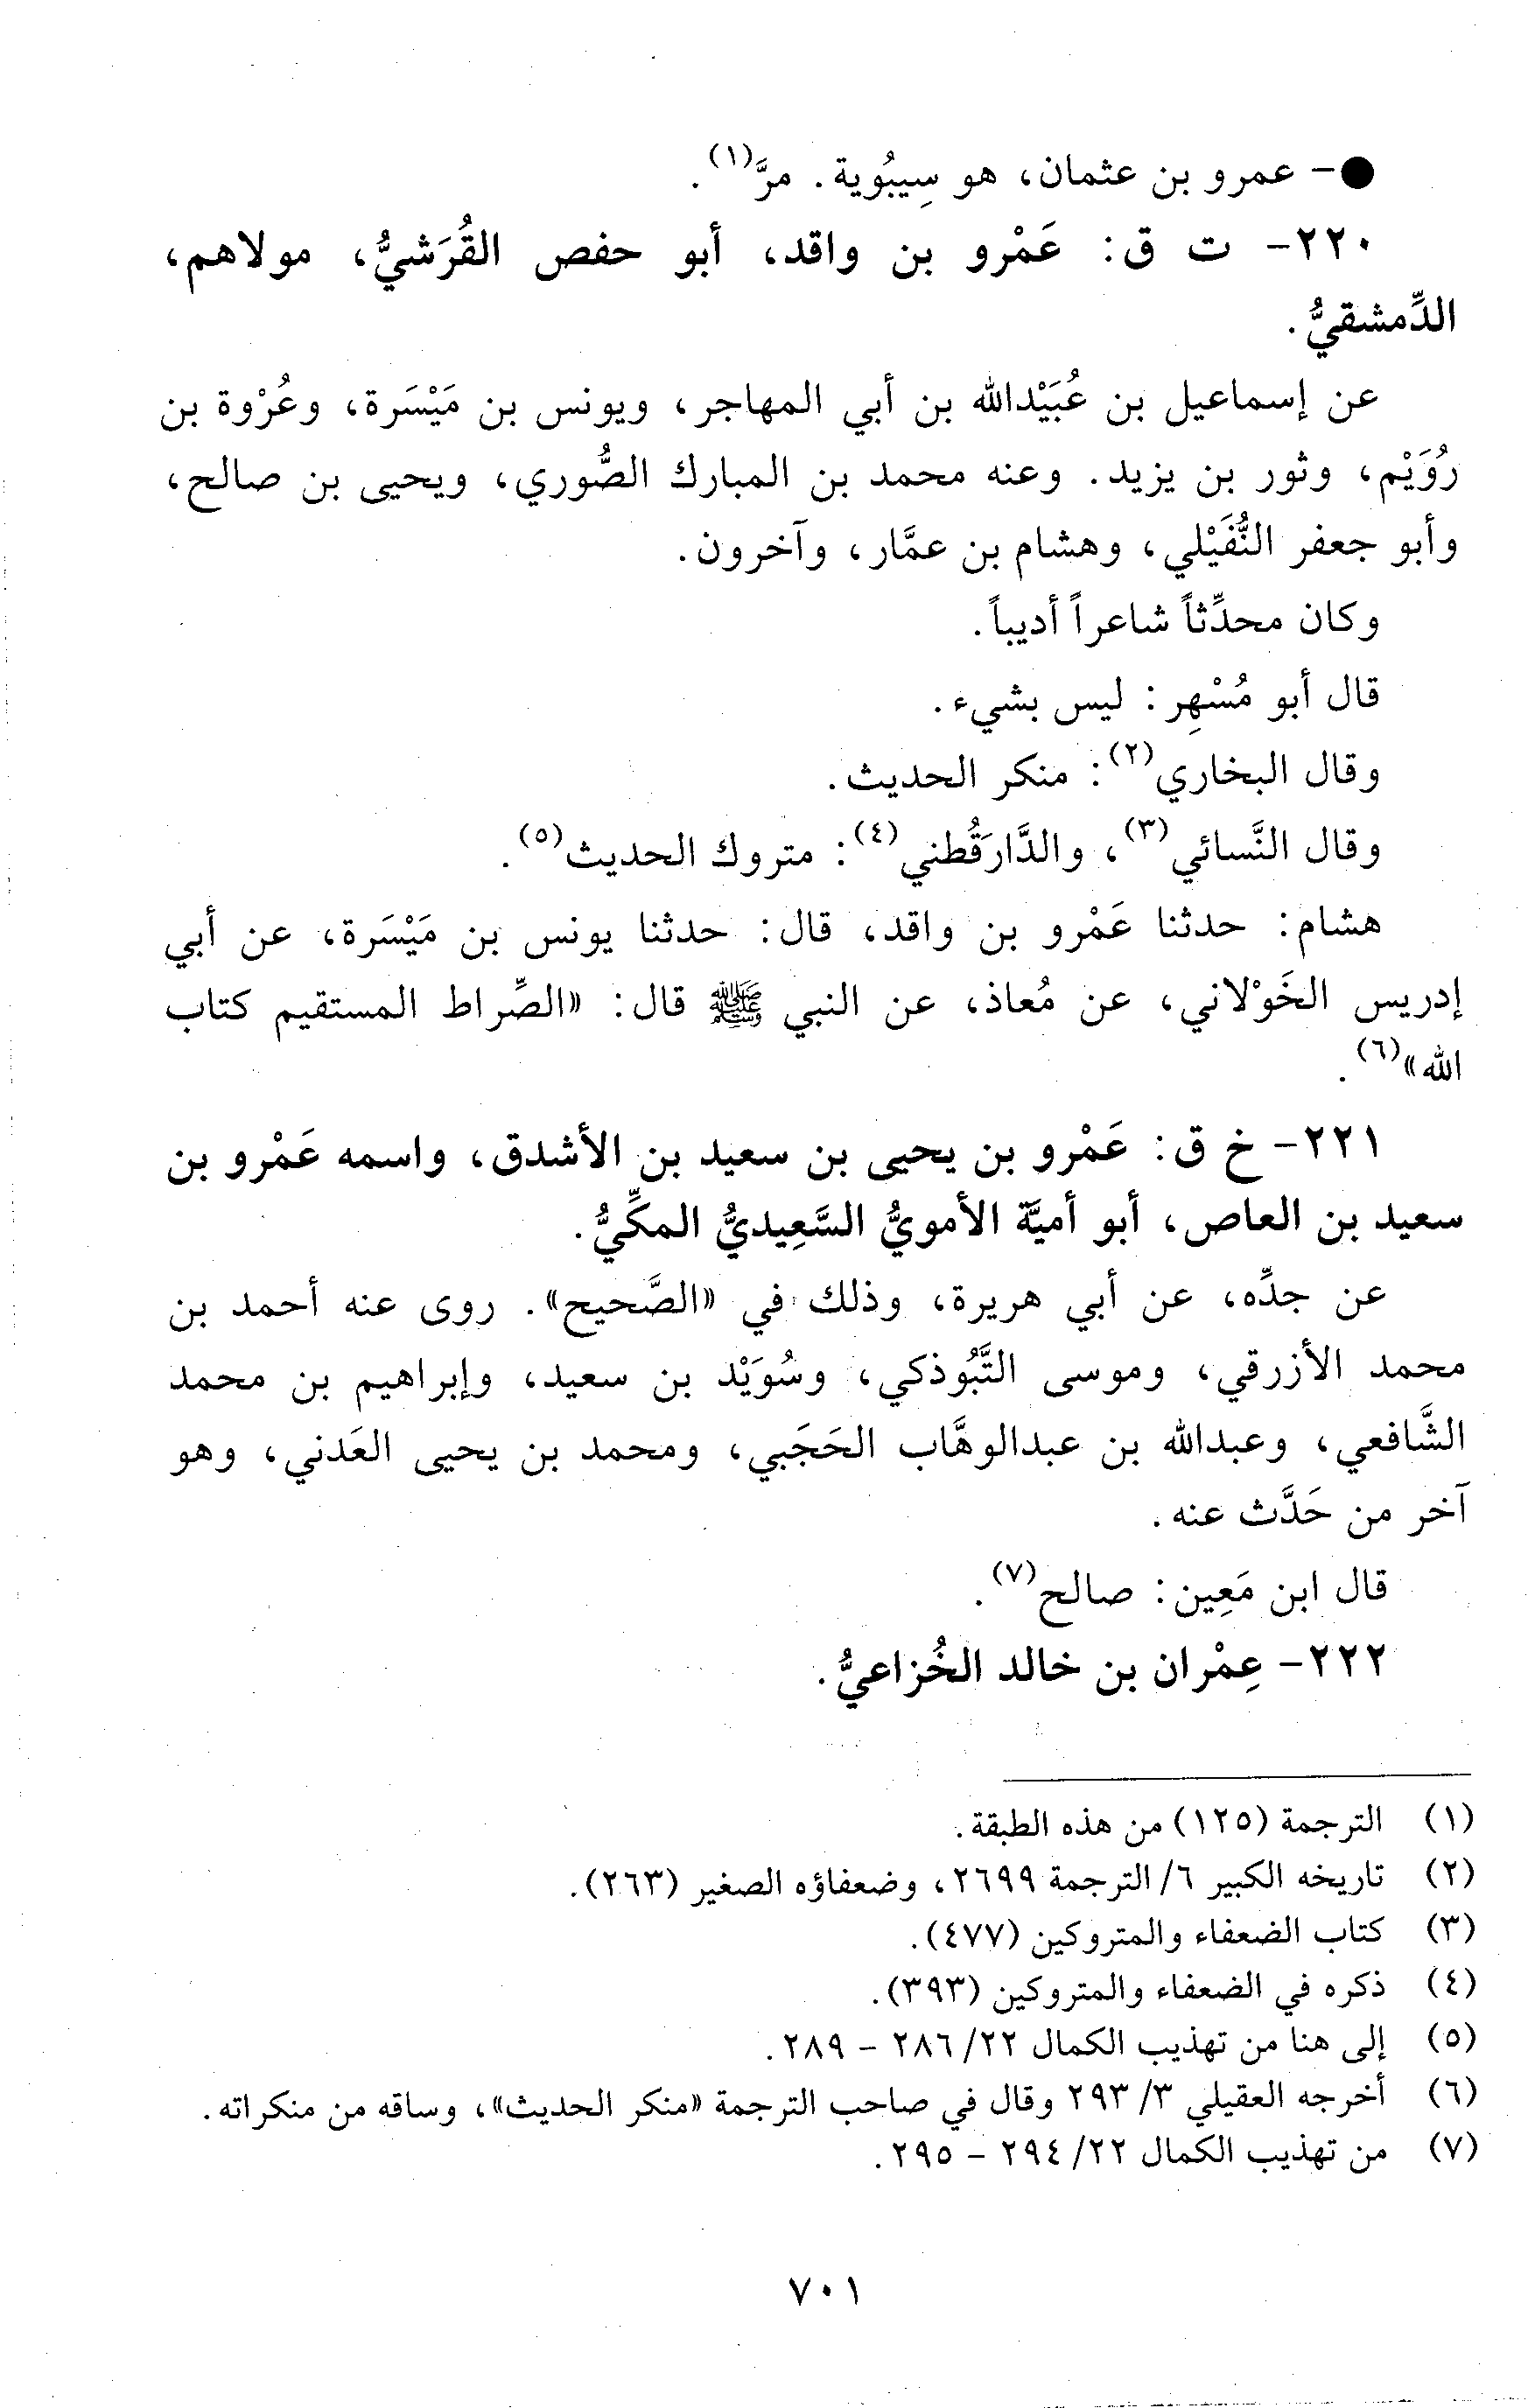 ●- عمرو بن عثمان، هو سِيبُوية. مرَّ(١).
٢٢٠- ت ق: عَمْرو بن واقد، أبو حفص القُرَشيُّ، مولاهم،
الدِّمشقيُّ.
عن إسماعيل بن عُبَيْدالله بن أبي المهاجر، ويونس بن مَيْسَرة، وعُرْوة بن
رُوَيْم، وثور بن يزيد. وعنه محمد بن المبارك الصُّوري، ويحيى بن صالح،
وأبو جعفر النُّفَيْلي، وهشام بن عمَّار، وآخرون.
وكان محدِّثاً شاعراً أديباً.
قال أبو مُسْهِر: ليس بشيء.
وقال البخاري(٢): منكر الحديث.
وقال النَّسائي(٣)، والدَّارَقُطني(٤): متروك الحديث(٥).
هشام: حدثنا عَمْرو بن واقد، قال: حدثنا يونس بن مَيْسَرة، عن أبي
إدريس الخَوْلاني، عن مُعاذ، عن النبي ﷺ قال: «الصِّراط المستقيم كتاب
الله»(٦).
٢٢١- خ ق: عَمْرو بن يحيى بن سعيد بن الأشدق، واسمه عَمْرو بن
سعيد بن العاص، أبو أميَّة الأمويُّ السَّعِيديُّ المكِّيُّ.
عن جدِّه، عن أبي هريرة، وذلك في «الصَّحيح». روى عنه أحمد بن
محمد الأزرقي، وموسى التَّبُوذكي، وسُوَيْد بن سعيد، وإبراهيم بن محمد
الشَّافعي، وعبدالله بن عبدالوهَّاب الحَجَبي، ومحمد بن يحيى العَدني، وهو
آخر من حَدَّث عنه.
قال ابن مَعِين: صالح(٧).
٢٢٢- عِمْران بن خالد الخُزاعيُّ.
(١) الترجمة (١٢٥) من هذه الطبقة.
(٢) تاريخه الكبير ٦/ الترجمة ٢٦٩٩، وضعفاؤه الصغير (٢٦٣).
(٣) كتاب الضعفاء والمتروكين (٤٧٧).
(٤) ذكره في الضعفاء والمتروكين (٣٩٣).
(٥) إلى هنا من تهذيب الكمال ٢٢/ ٢٨٦ - ٢٨٩.
(٦) أخرجه العقيلي ٣/ ٢٩٣ وقال في صاحب الترجمة «منكر الحديث»، وساقه من منكراته.
(٧) من تهذيب الكمال ٢٢/ ٢٩٤ - ٢٩٥.
٧٠١